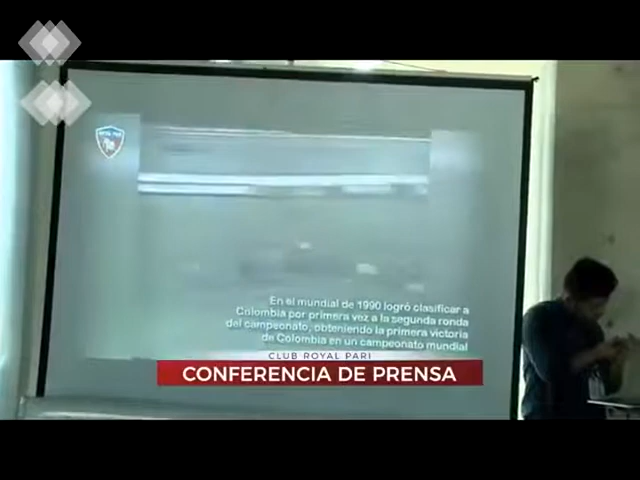 En el mundial de 1990 logró clasificar a
Colombia por primera vez a la segunda ronda
del campeonato, obteniendo la primera victoria
de Colombia en un campeonato mundial
CLUB ROYAL PARI
CONFERENCIA DE PRENSA